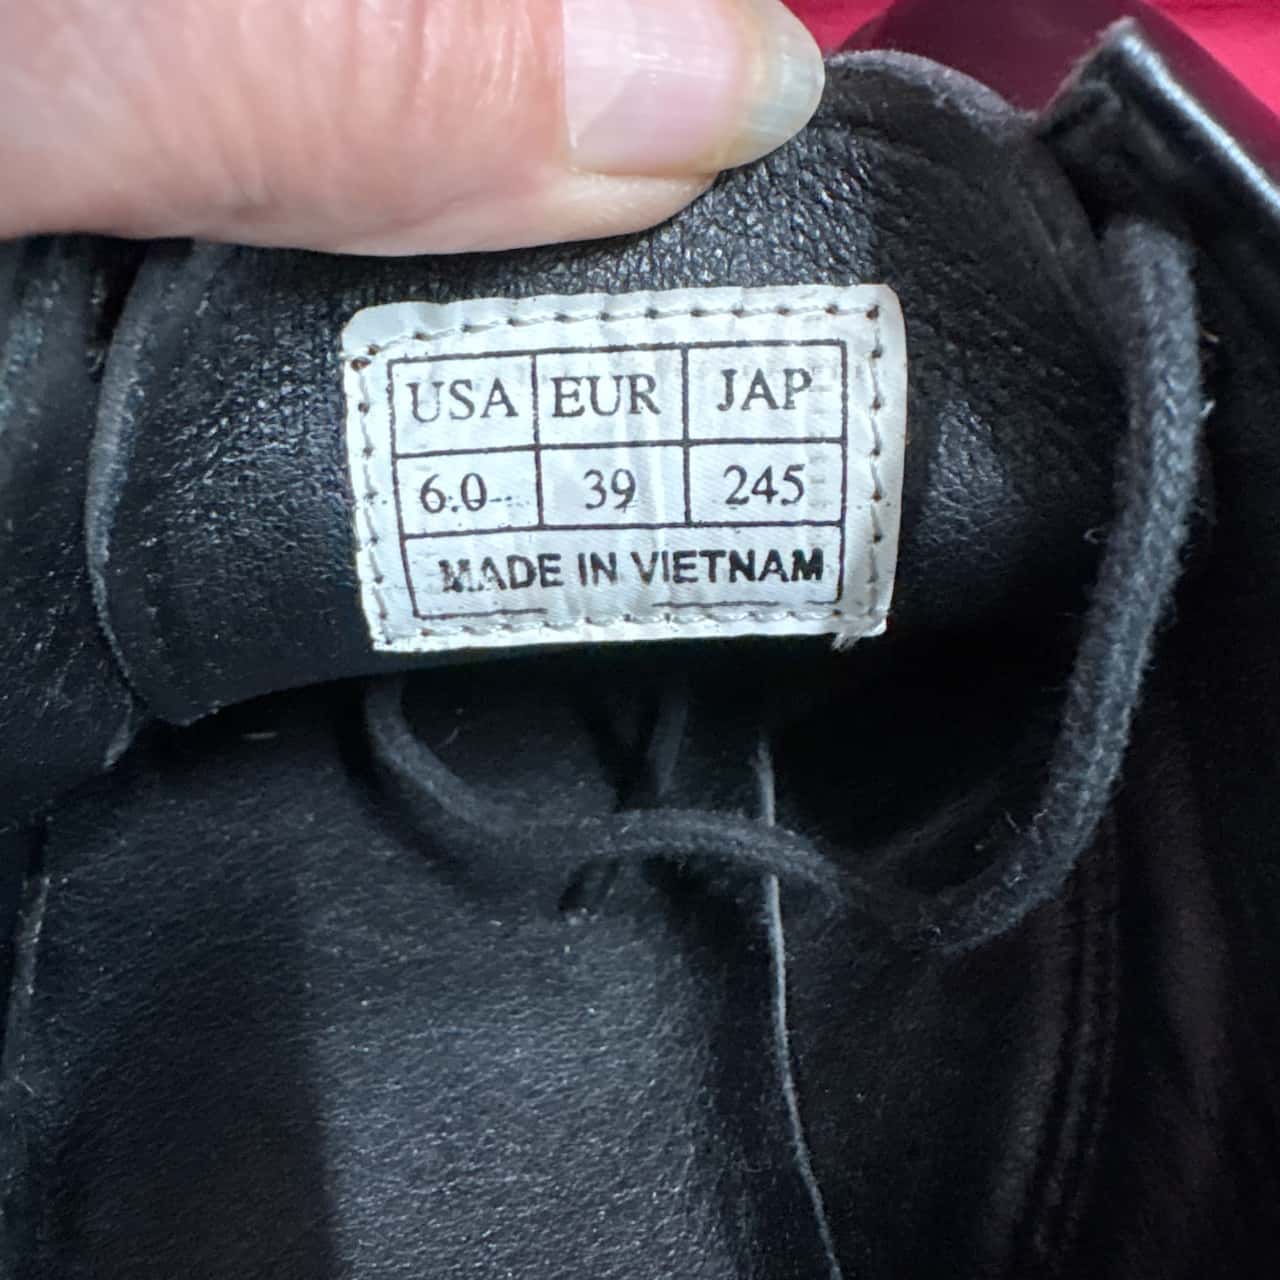 USA EUR JAP
6.0 39 245
MADE IN VIETNAM